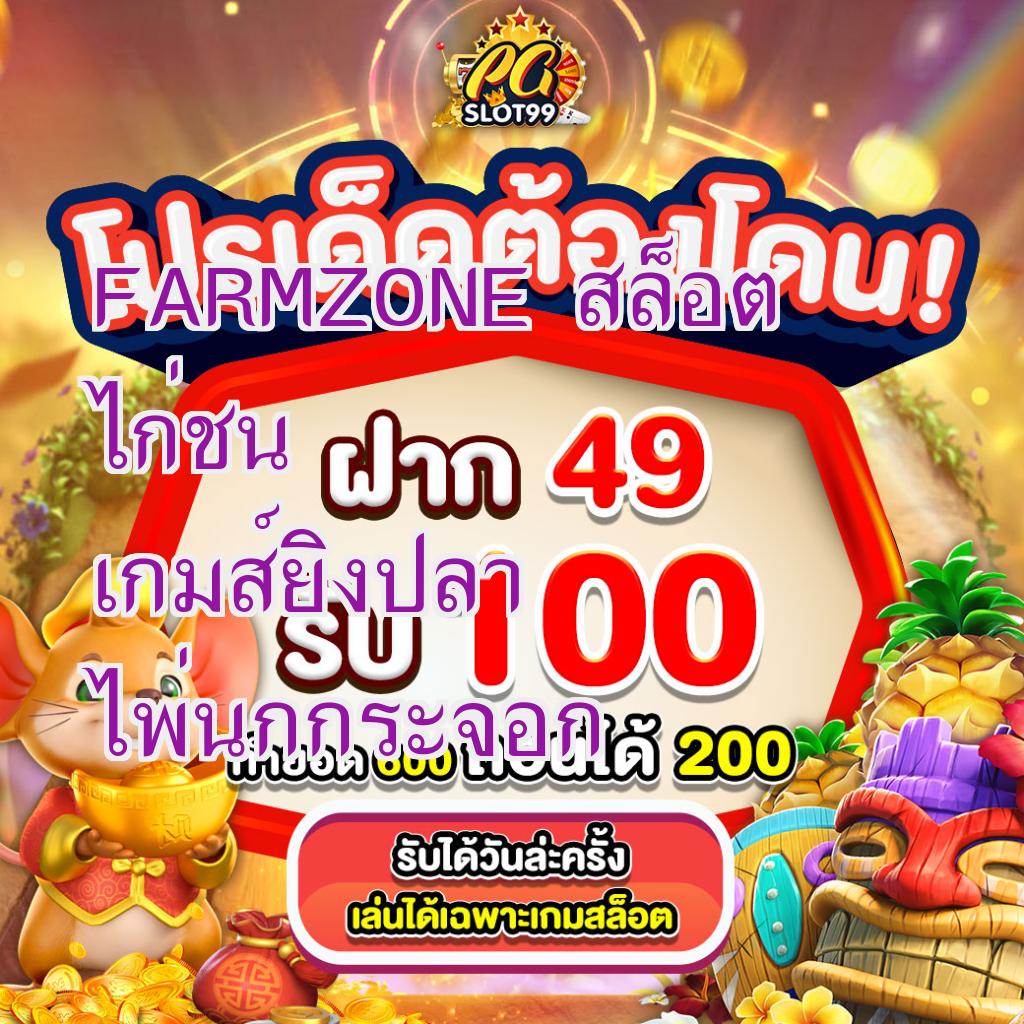 PG
SLOT99
โปรเด็ดต้องโดน!
FARMZONE สล็อต
ไก่ชน
ฝาก 49
เกมส์ยิงปลา
รับ 100
ไพ่นกกระจอก
ถอนได้ 200
รับได้วันล่ะครั้ง
เล่นได้เฉพาะเกมสล็อต